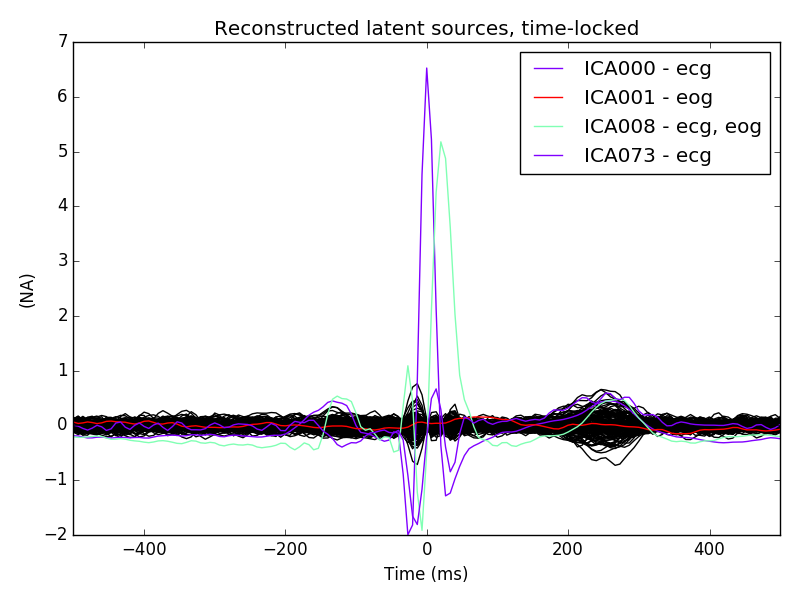 Reconstructed latent sources, time-locked
7
6
5
4
3
2
1
0
−1
−2
(NA)
ICA000 - ecg
ICA001 - eog
ICA008 - ecg, eog
ICA073 - ecg
−400 −200 0 200 400
Time (ms)